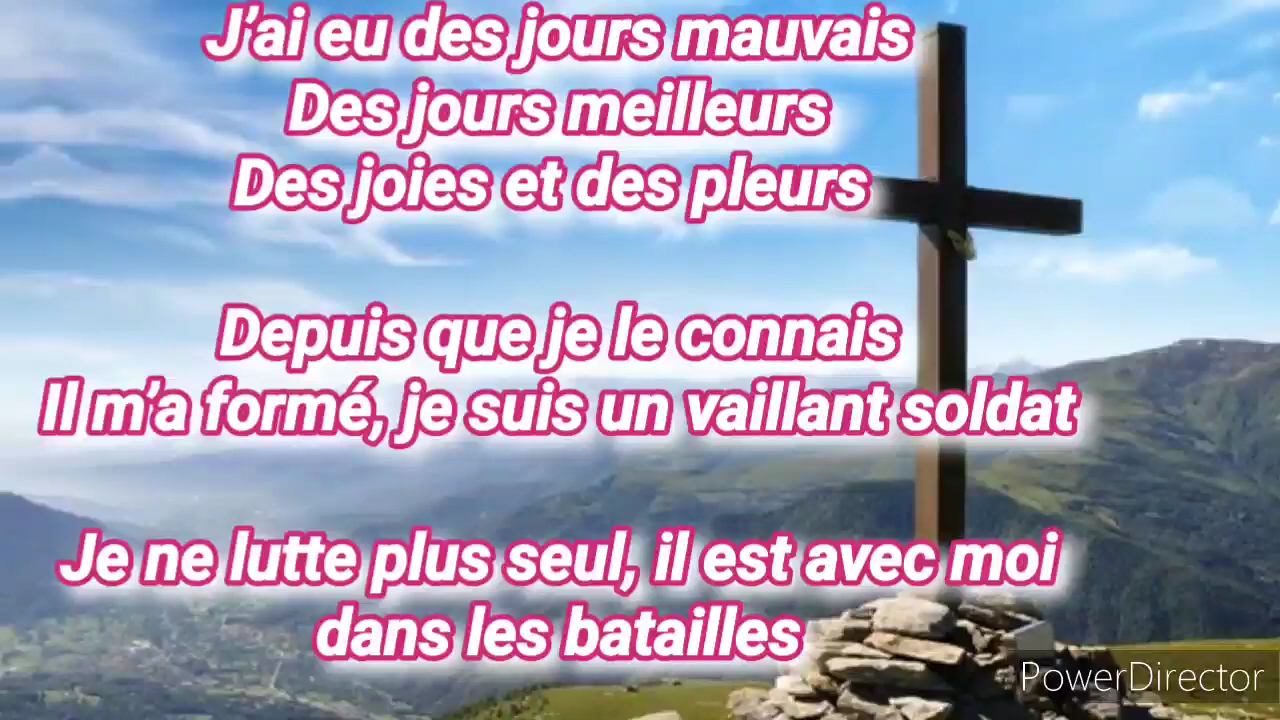 J'ai eu des jours mauvais
Des jours meilleurs
Des joies et des pleurs
Depuis que je le connais
Il m'a formé, je suis un vaillant soldat
Je ne lutte plus seul, il est avec moi
dans les batailles
PowerDirector